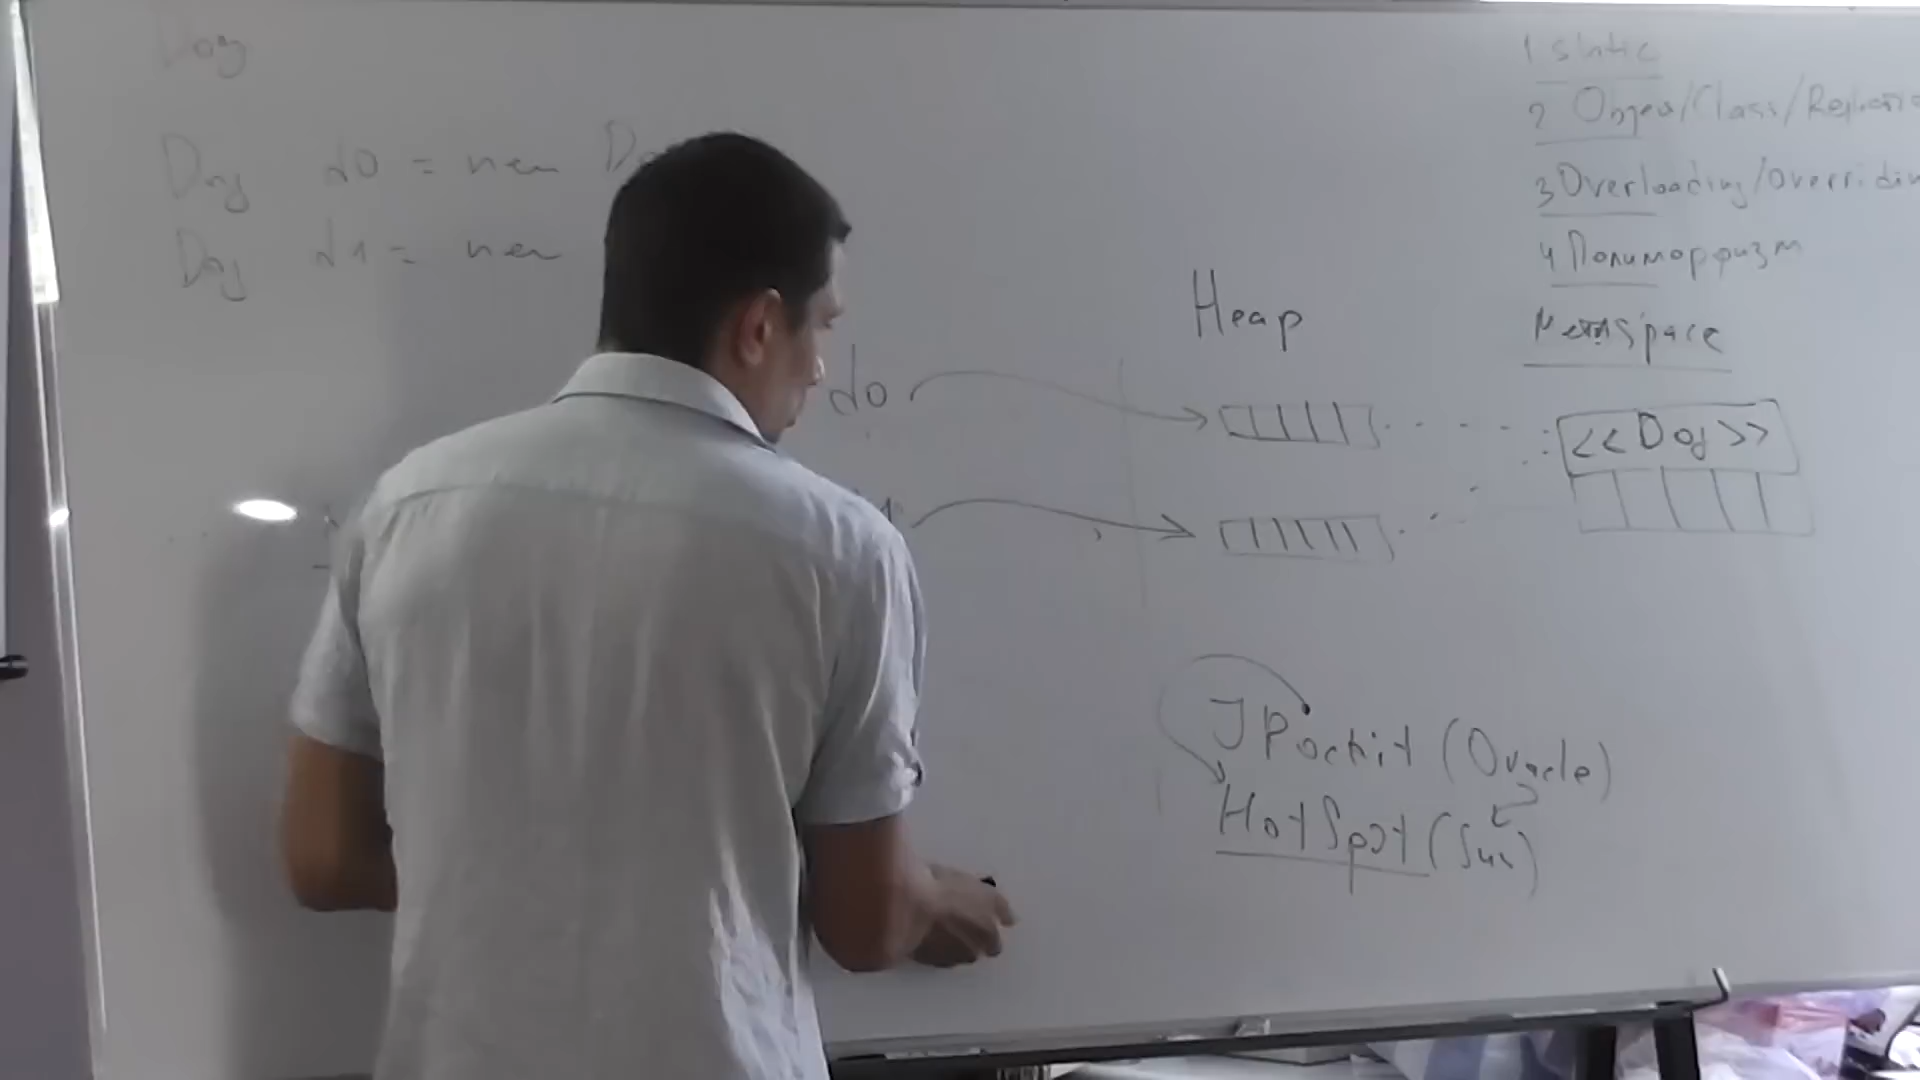 Dog
Dog d0 = new Do
Dog d1 = new
d0
Heap
1 static
2 Object/Class/
3 Overloading/Overridin
4 Полиморфизм
Metaspace
<<Dog>>
JRockit (Oracle)
HotSpot (Sun)